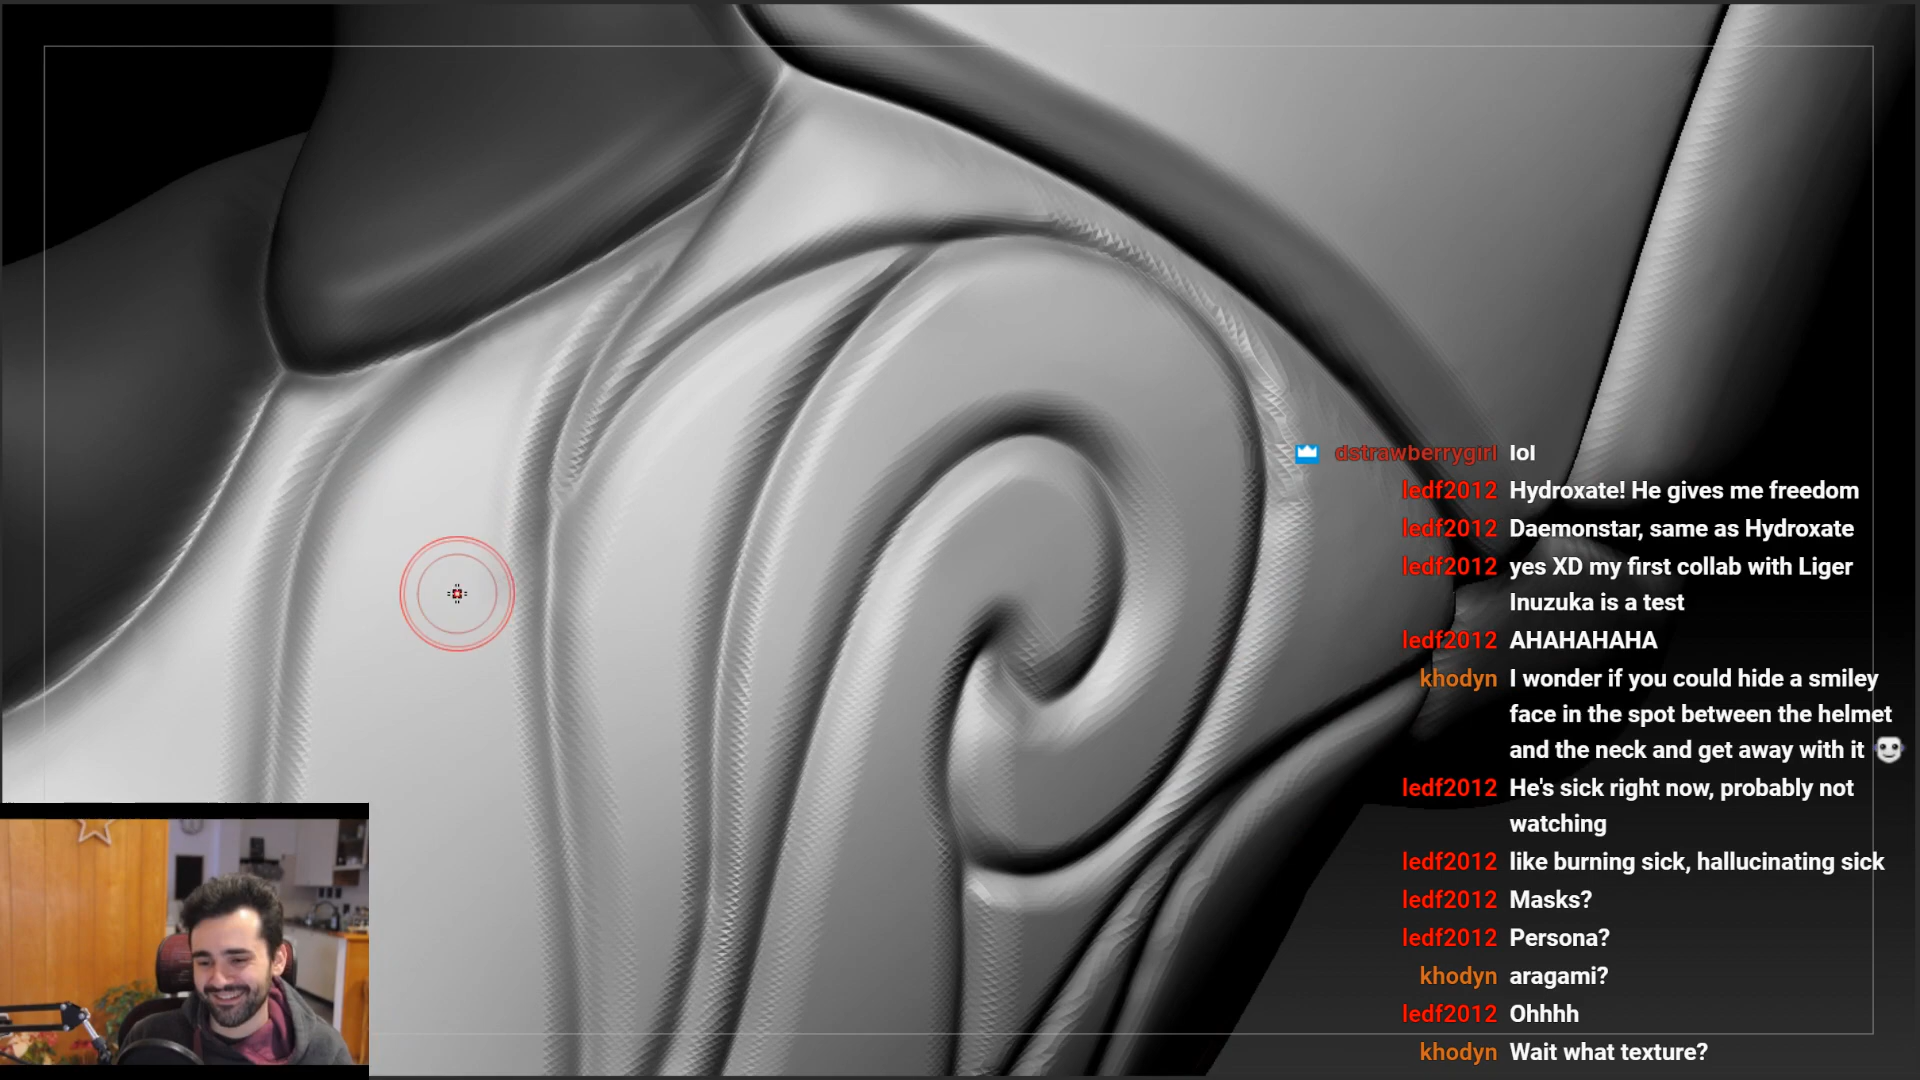 dstrawberrygirl lol
ledf2012 Hydroxate! He gives me freedom
ledf2012 Daemonstar, same as Hydroxate
ledf2012 yes XD my first collab with Liger
Inuzuka is a test
ledf2012 AHAHAHAHA
khodyn I wonder if you could hide a smiley
face in the spot between the helmet
and the neck and get away with it
ledf2012 He's sick right now, probably not
watching
ledf2012 like burning sick, hallucinating sick
ledf2012 Masks?
ledf2012 Persona?
khodyn aragami?
ledf2012 Ohhhh
khodyn Wait what texture?